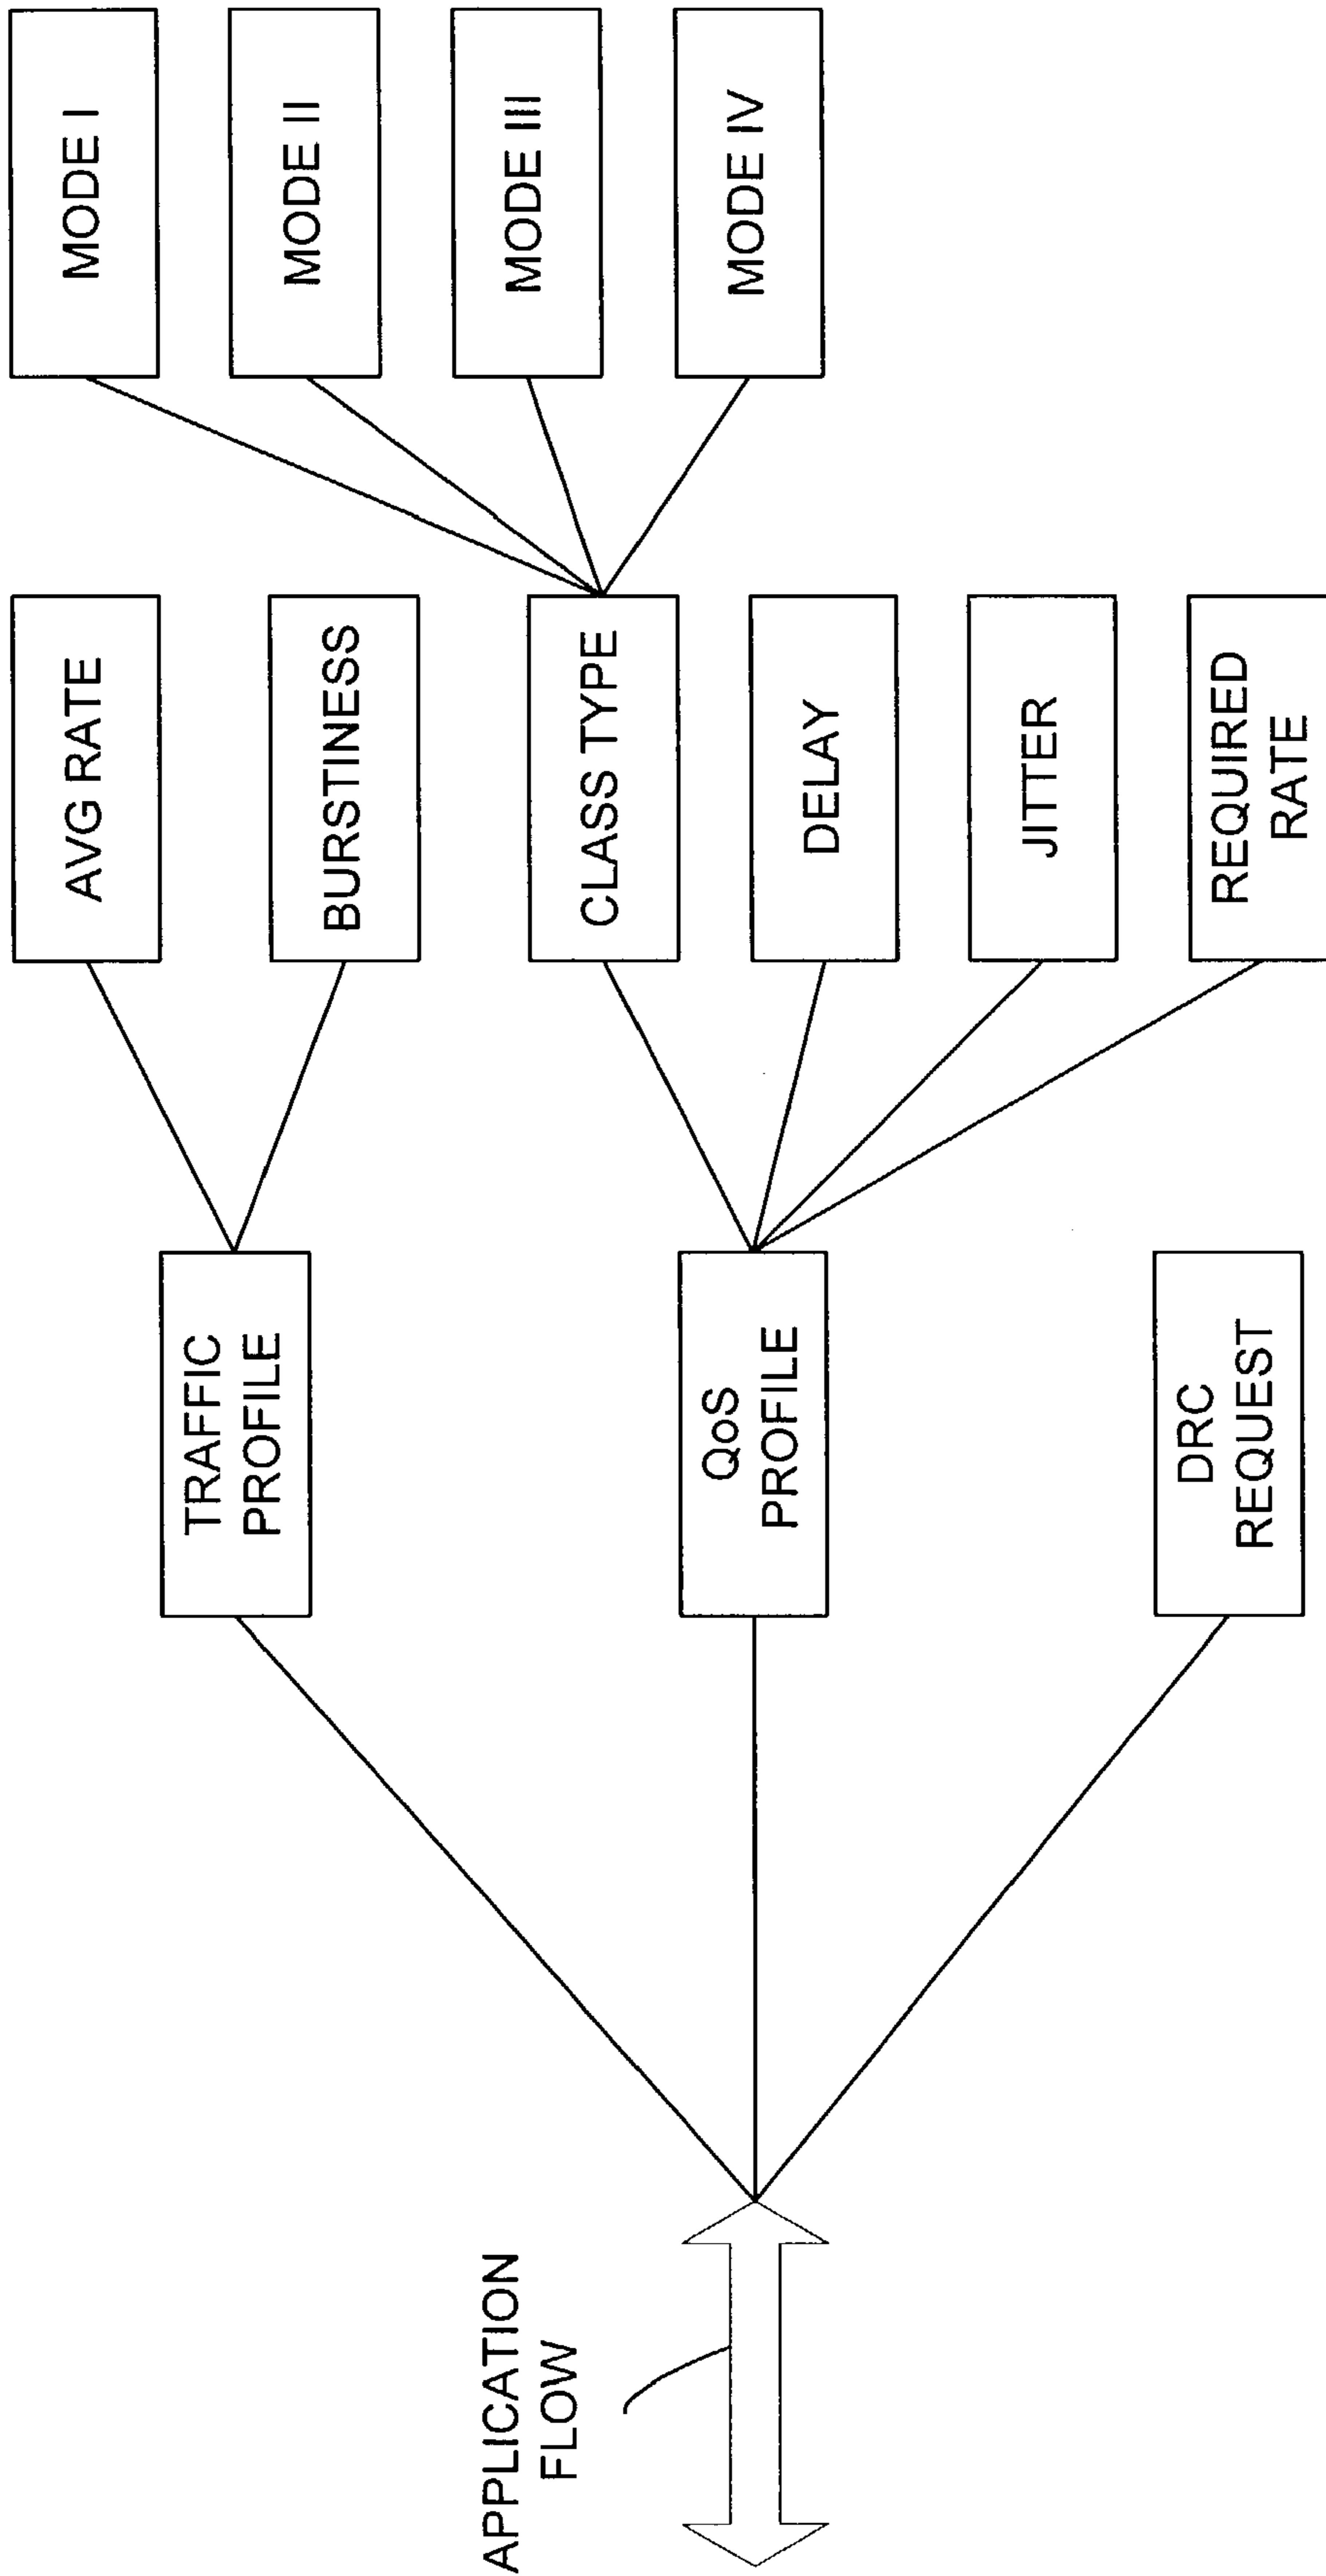 APPLICATION
FLOW
TRAFFIC
PROFILE
QoS
PROFILE
DRC
REQUEST
AVG RATE
BURSTINESS
CLASS TYPE
DELAY
JITTER
REQUIRED
RATE
MODE I
MODE II
MODE III
MODE IV